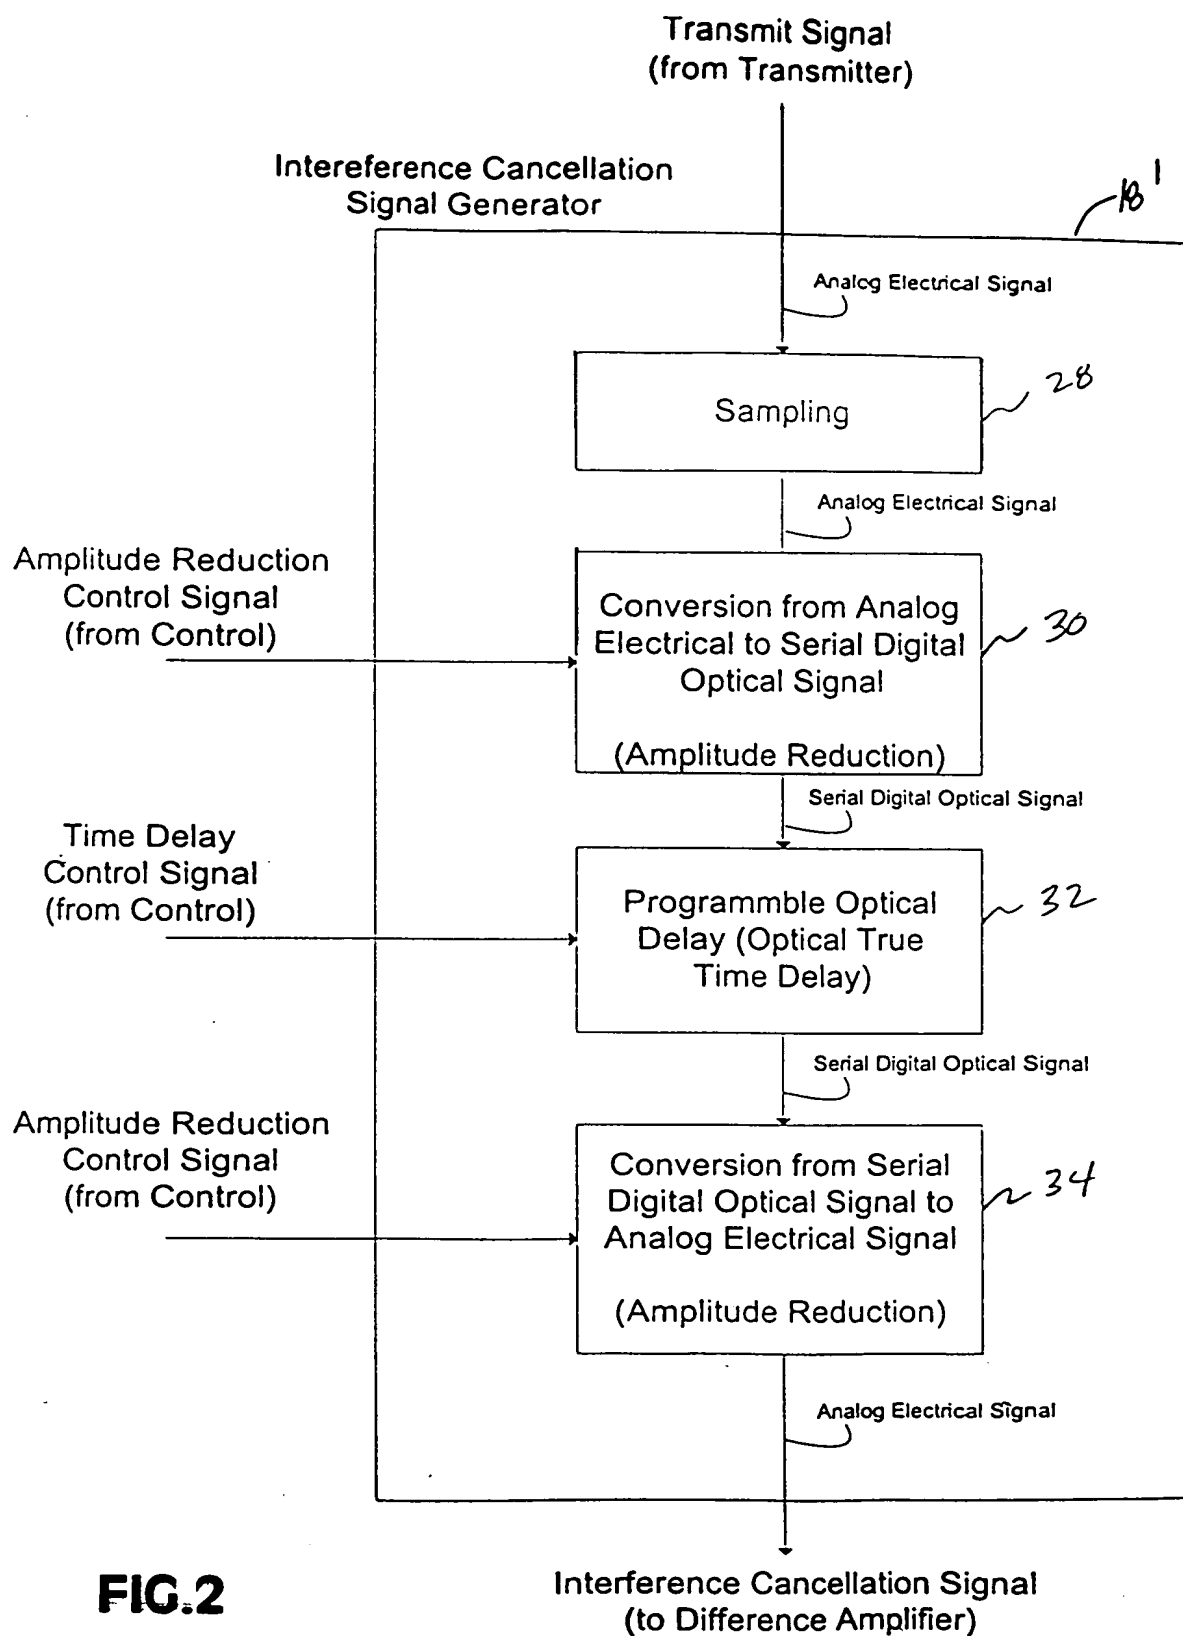 Transmit Signal
(from Transmitter)
Intereference Cancellation
Signal Generator
18'
Analog Electrical Signal
Sampling
28
Analog Electrical Signal
Amplitude Reduction
Control Signal
(from Control)
Conversion from Analog
Electrical to Serial Digital
Optical Signal
(Amplitude Reduction)
30
Serial Digital Optical Signal
Time Delay
Control Signal
(from Control)
Programmble Optical
Delay (Optical True
Time Delay)
32
Serial Digital Optical Signal
Amplitude Reduction
Control Signal
(from Control)
Conversion from Serial
Digital Optical Signal to
Analog Electrical Signal
(Amplitude Reduction)
34
Analog Electrical Signal
FIG.2
Interference Cancellation Signal
(to Difference Amplifier)